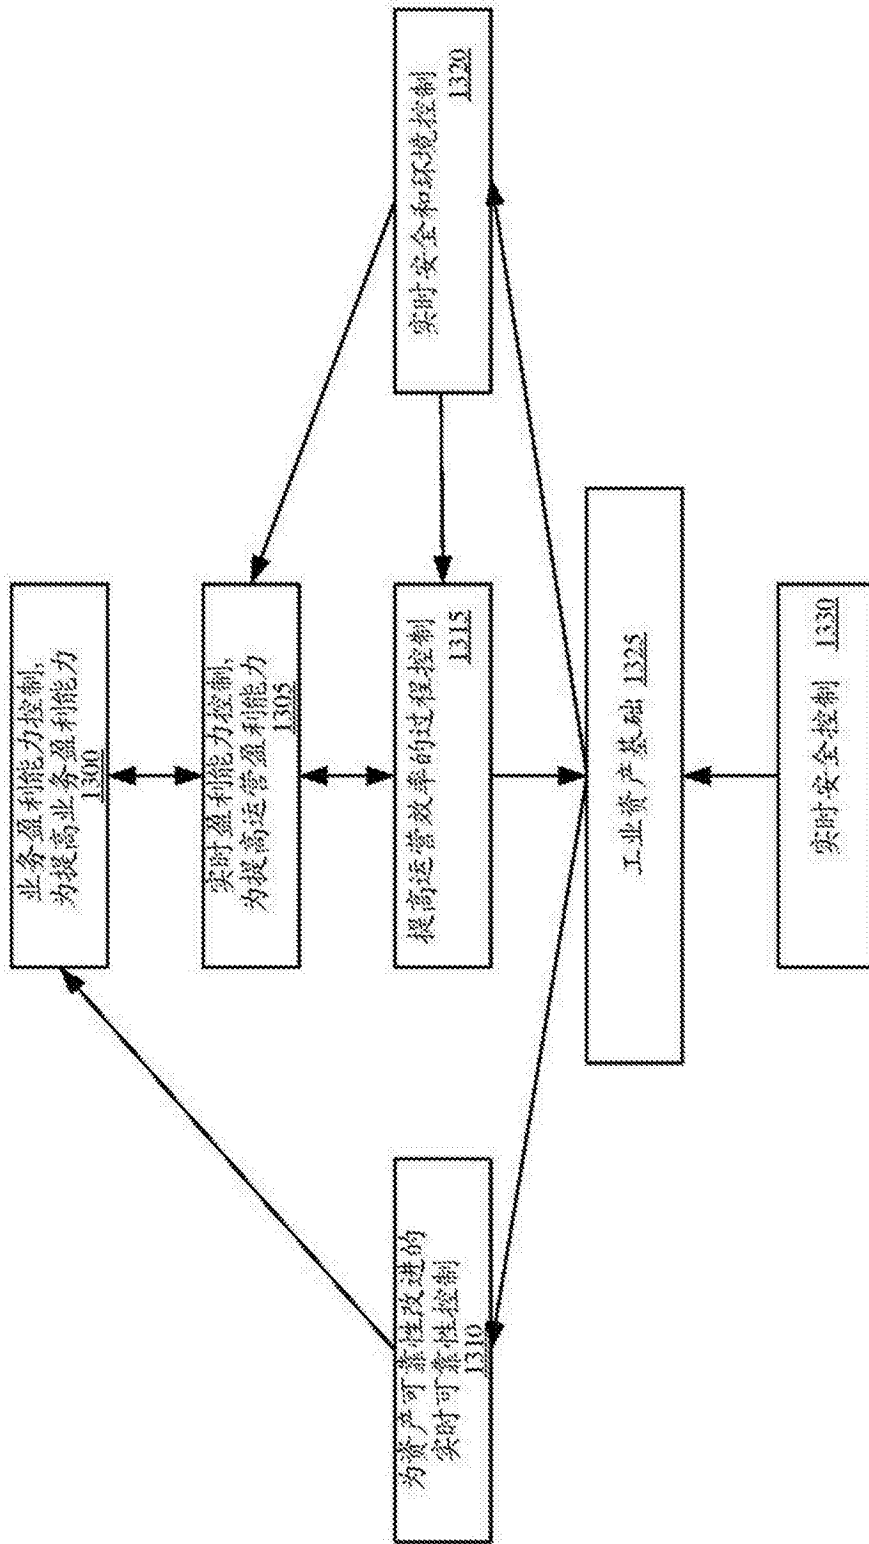 业务盈利能力控制,
为提高业务盈利能力
1300
实时盈利能力控制,
为提高运营盈利能力
1305
为资产可靠性改进的
实时可靠性控制
1310
提高运营效率的过程控制
1315
实时安全和环境控制
1320
工业资产基础 1325
实时安全控制 1330